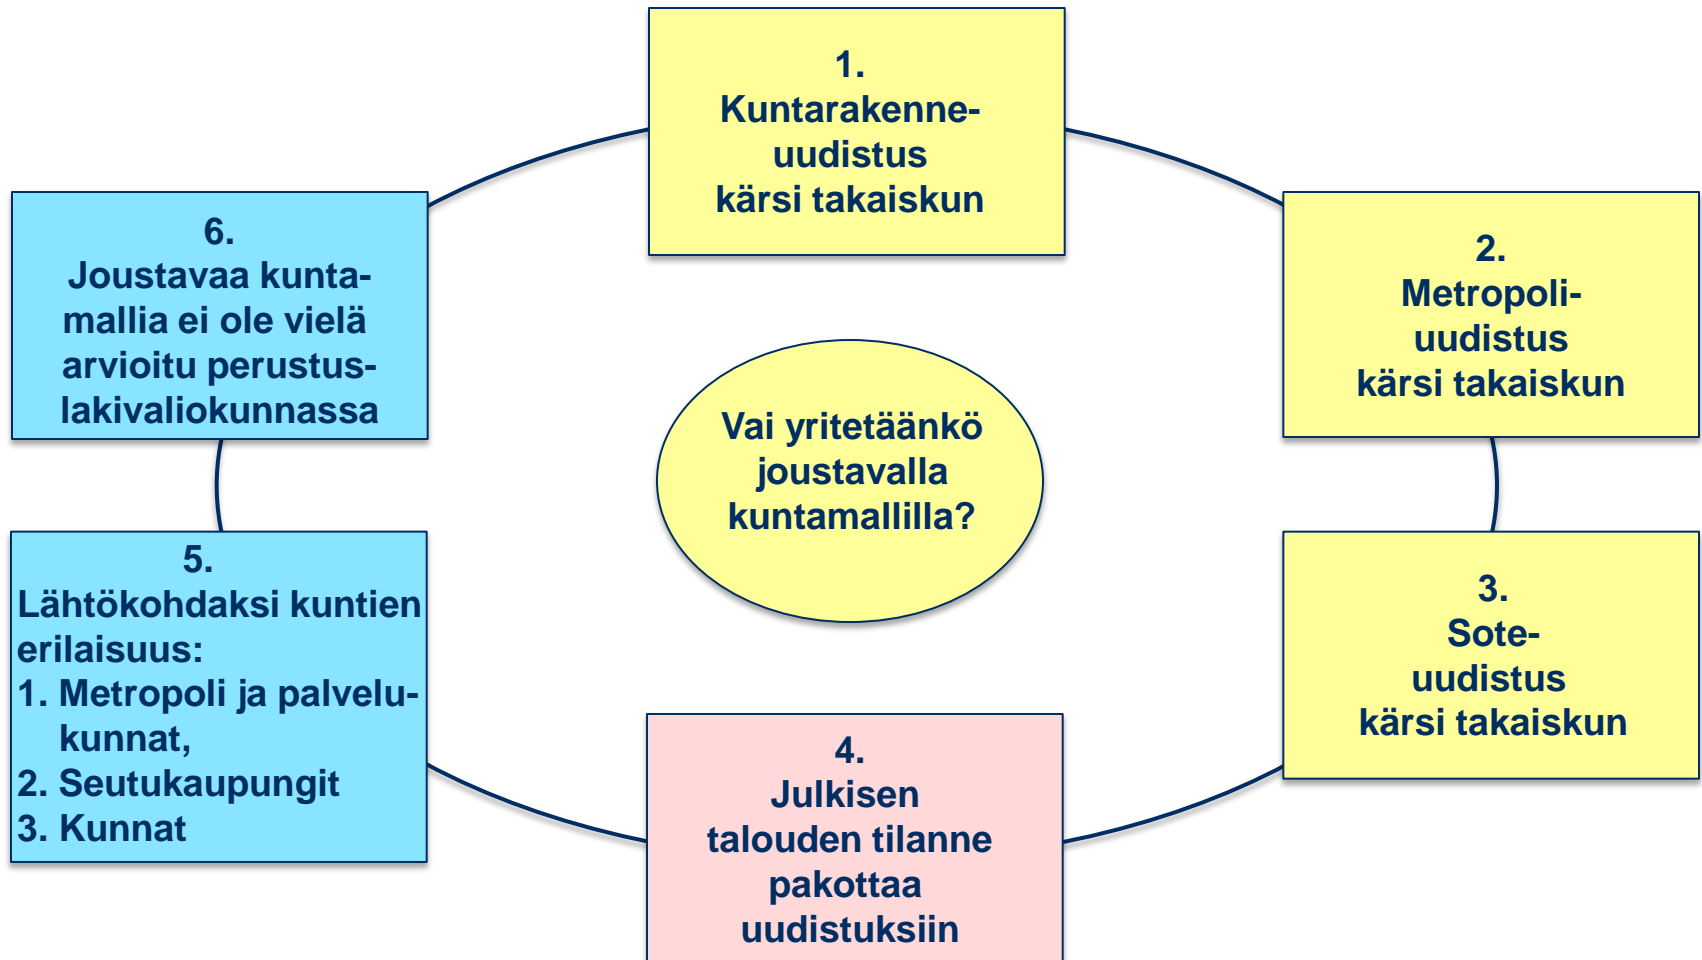 1.
Kuntarakenne-
uudistus
kärsi takaiskun
2.
Metropoli-
uudistus
kärsi takaiskun
3.
Sote-
uudistus
kärsi takaiskun
4.
Julkisen
talouden tilanne
pakottaa
uudistuksiin
5.
Lähtökohdaksi kuntien
erilaisuus:
1. Metropoli ja palvelu-
kunnat,
2. Seutukaupungit
3. Kunnat
6.
Joustavaa kunta-
mallia ei ole vielä
arvioitu perustus-
lakivaliokunnassa
Vai yritetäänkö
joustavalla
kuntamallilla?